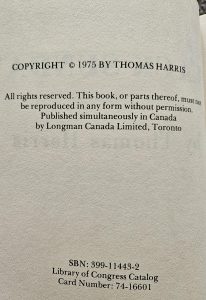 COPYRIGHT © 1975 BY THOMAS HARRIS
All rights reserved. This book, or parts thereof, must not
be reproduced in any form without permission.
Published simultaneously in Canada
by Longman Canada Limited, Toronto
SBN: 399-11443-2
Library of Congress Catalog
Card Number: 74-16601